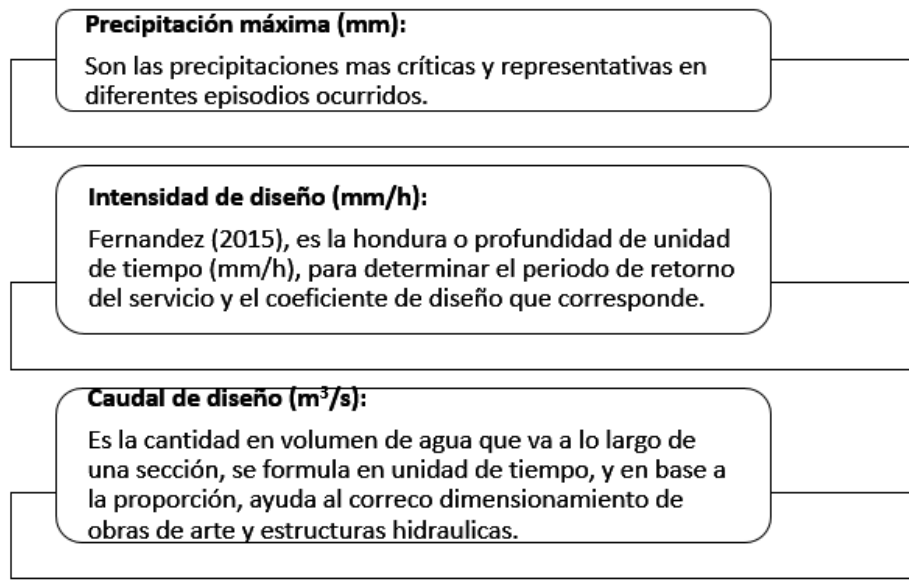 Precipitación máxima (mm):
Son las precipitaciones mas críticas y representativas en
diferentes episodios ocurridos.
Intensidad de diseño (mm/h):
Fernandez (2015), es la hondura o profundidad de unidad
de tiempo (mm/h), para determinar el periodo de retorno
del servicio y el coeficiente de diseño que corresponde.
Caudal de diseño (m³/s):
Es la cantidad en volumen de agua que va a lo largo de
una sección, se formula en unidad de tiempo, y en base a
la proporción, ayuda al correco dimensionamiento de
obras de arte y estructuras hidraulicas.